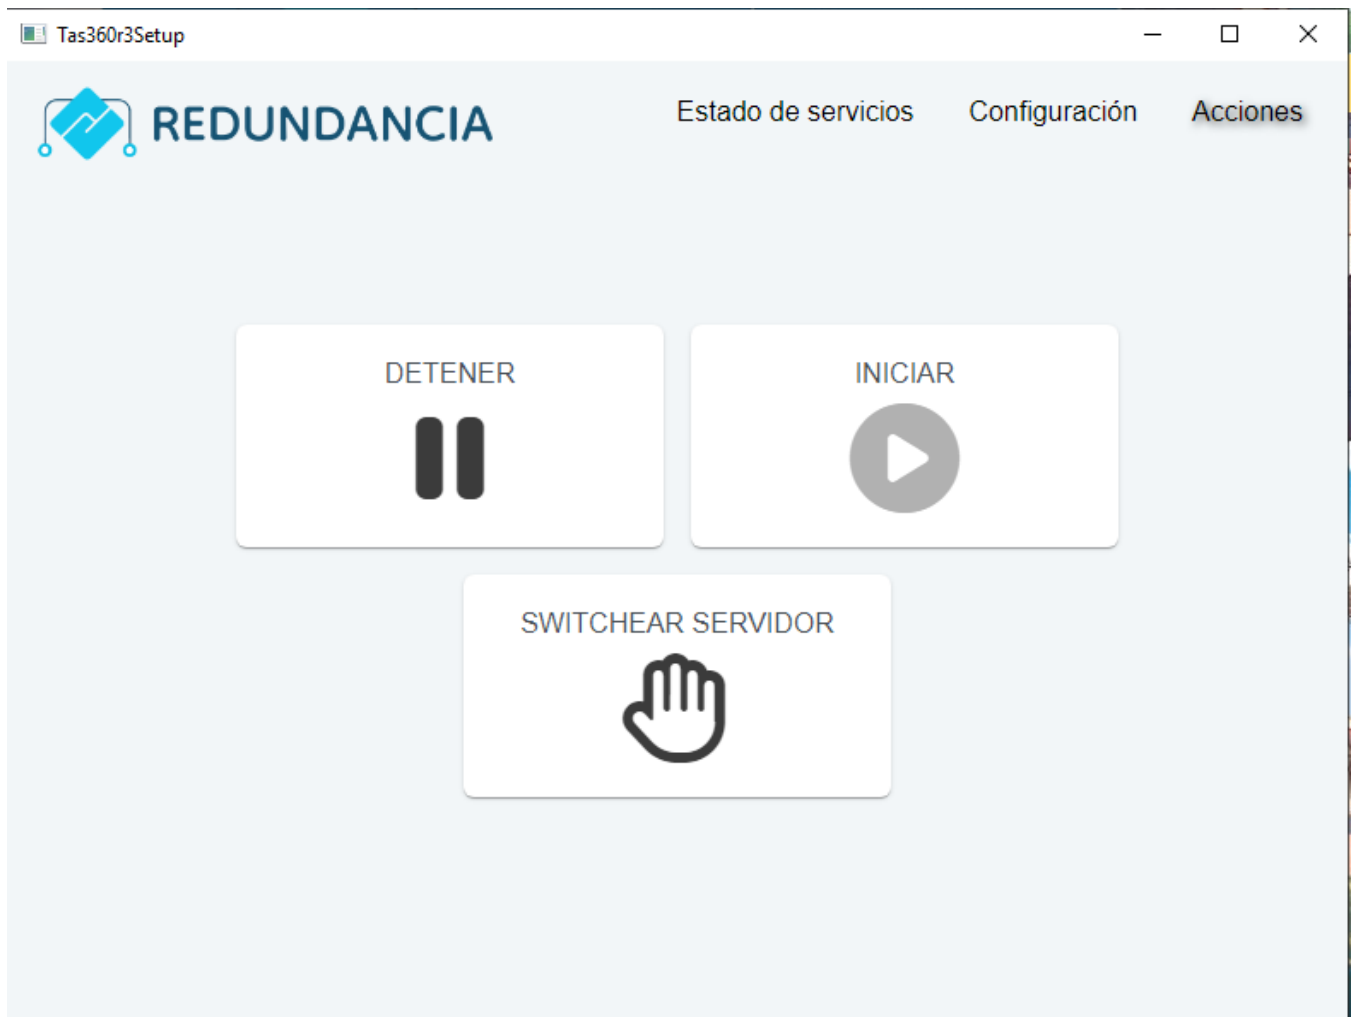 Tas360r3Setup
REDUNDANCIA
Estado de servicios
Configuración
Acciones
DETENER
INICIAR
SWITCHEAR SERVIDOR